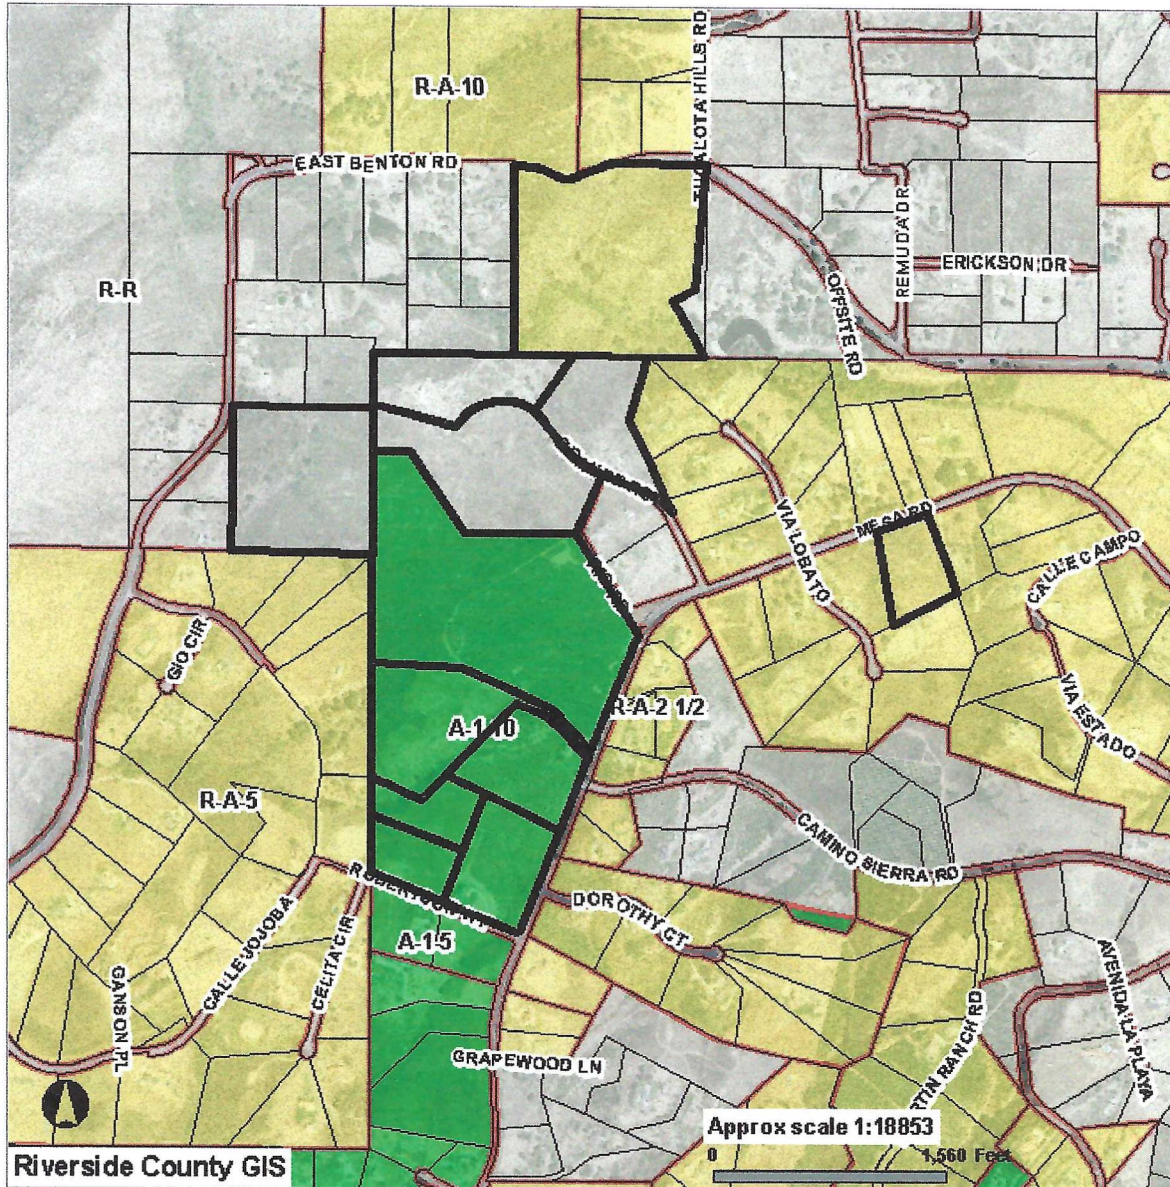 R-A-10
TUCALOTA HILLS RD
EAST BENTON RD
REMUDA DR
ERICKSON DR
R-R
OFFSITE RD
MESA RD
VIA LOBATO
CALLE CAMPO
GIO CIR
R-A-2 1/2
A-1-10
VIA ESTADO
R-A-5
CAMINO SIERRA RD
DOROTHY CT
A-1-5
CALLE JOJOBA
CELITA CIR
GANSON PL
AVENIDA LA PLAYA
GRAPEWOOD LN
RTIN RANCH RD
Approx scale 1:18853
0 1,560 Feet
Riverside County GIS